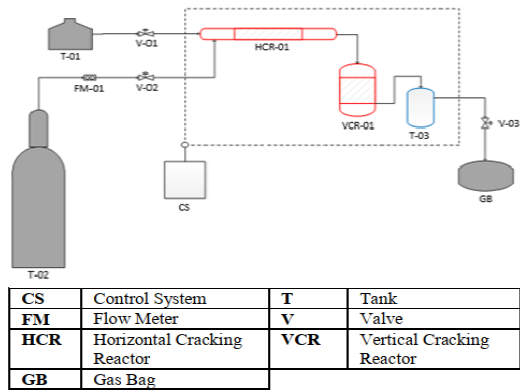 T-01
V-01
HCR-01
FM-01
V-02
VCR-01
T-03
V-03
CS
GB
T-02
CS Control System T Tank
FM Flow Meter V Valve
HCR Horizontal Cracking VCR Vertical Cracking
Reactor Reactor
GB Gas Bag